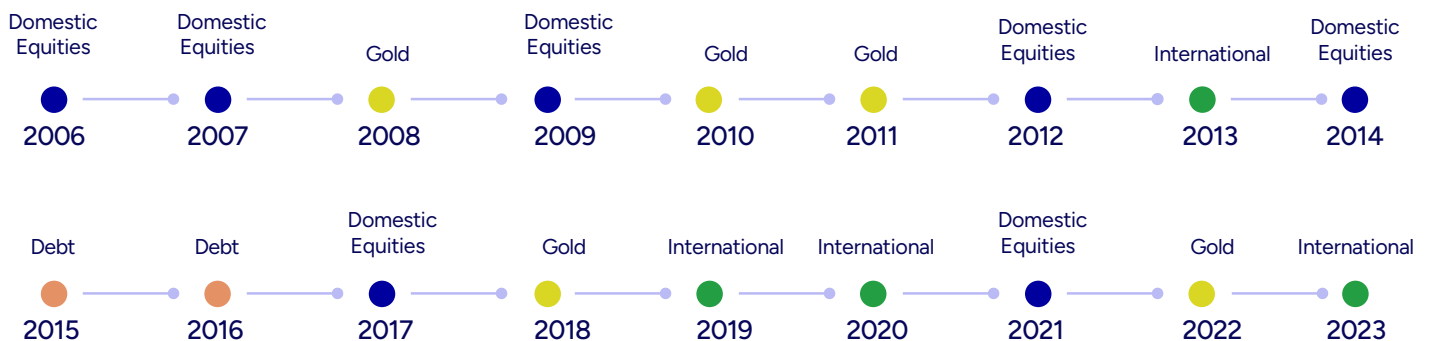 Domestic
Equities
2006
Domestic
Equities
2007
Gold
2008
Domestic
Equities
2009
Gold
2010
Gold
2011
Domestic
Equities
2012
International
2013
Domestic
Equities
2014
Debt
2015
Debt
2016
Domestic
Equities
2017
Gold
2018
International
2019
International
2020
Domestic
Equities
2021
Gold
2022
International
2023